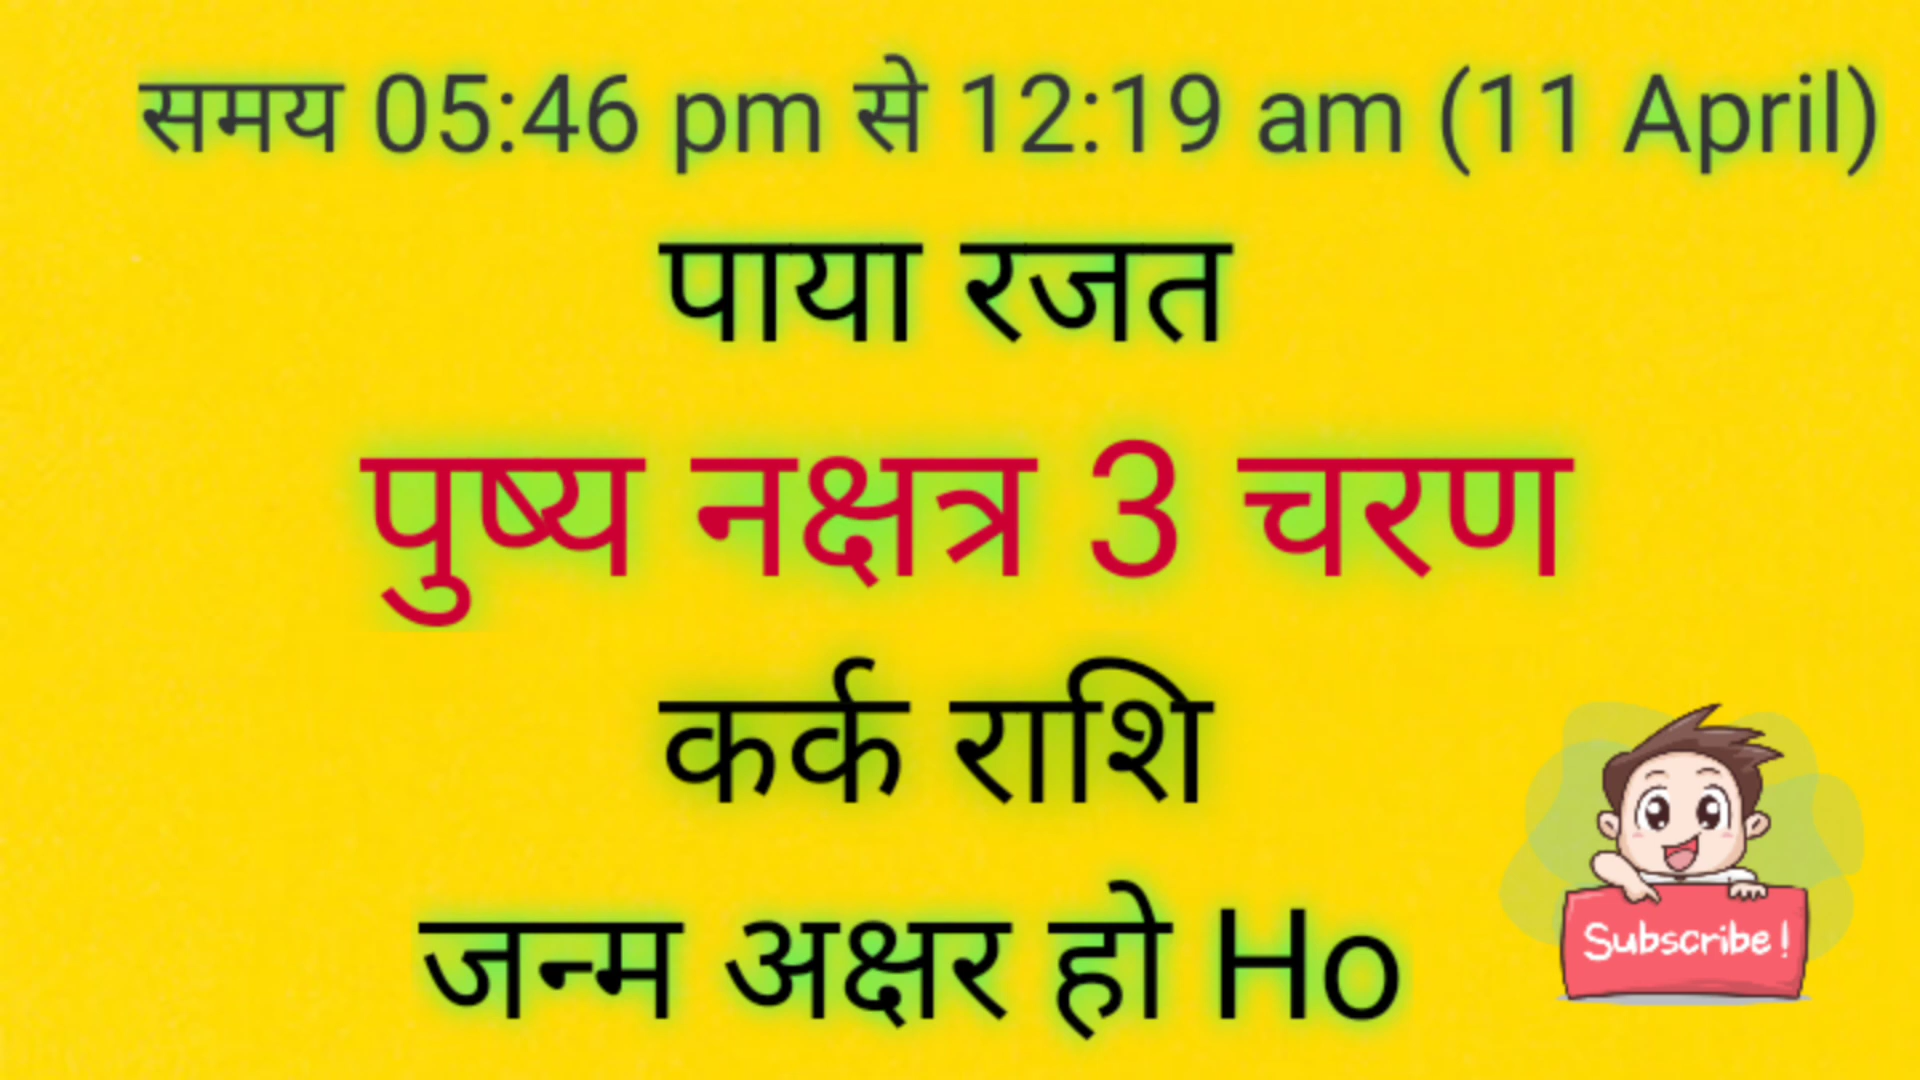 समय 05:46 pm से 12:19 am (11 April)
पाया रजत
पुष्य नक्षत्र 3 चरण
कर्क राशि
जन्म अक्षर हो Ho
Subscribe!